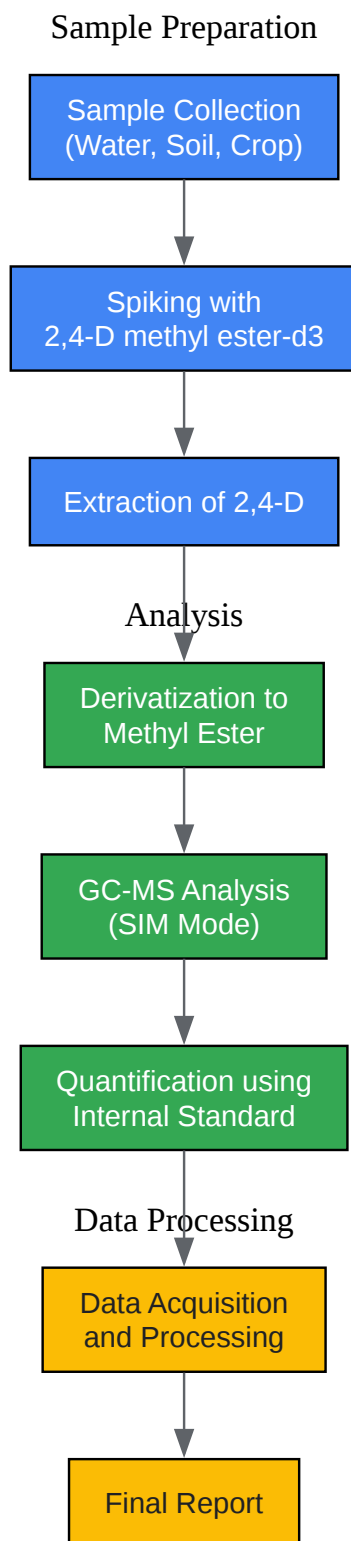 Sample Preparation
Sample Collection
(Water, Soil, Crop)
Spiking with
2,4-D methyl ester-d3
Extraction of 2,4-D
Analysis
Derivatization to
Methyl Ester
GC-MS Analysis
(SIM Mode)
Quantification using
Internal Standard
Data Processing
Data Acquisition
and Processing
Final Report